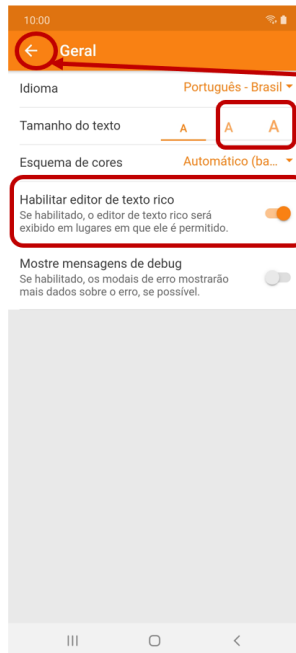 10:00
Geral
Idioma
Português - Brasil
Tamanho do texto
A A A
Esquema de cores
Automático (ba...
Habilitar editor de texto rico
Se habilitado, o editor de texto rico será
exibido em lugares em que ele é permitido.
Mostre mensagens de debug
Se habilitado, os modais de erro mostrarão
mais dados sobre o erro, se possível.